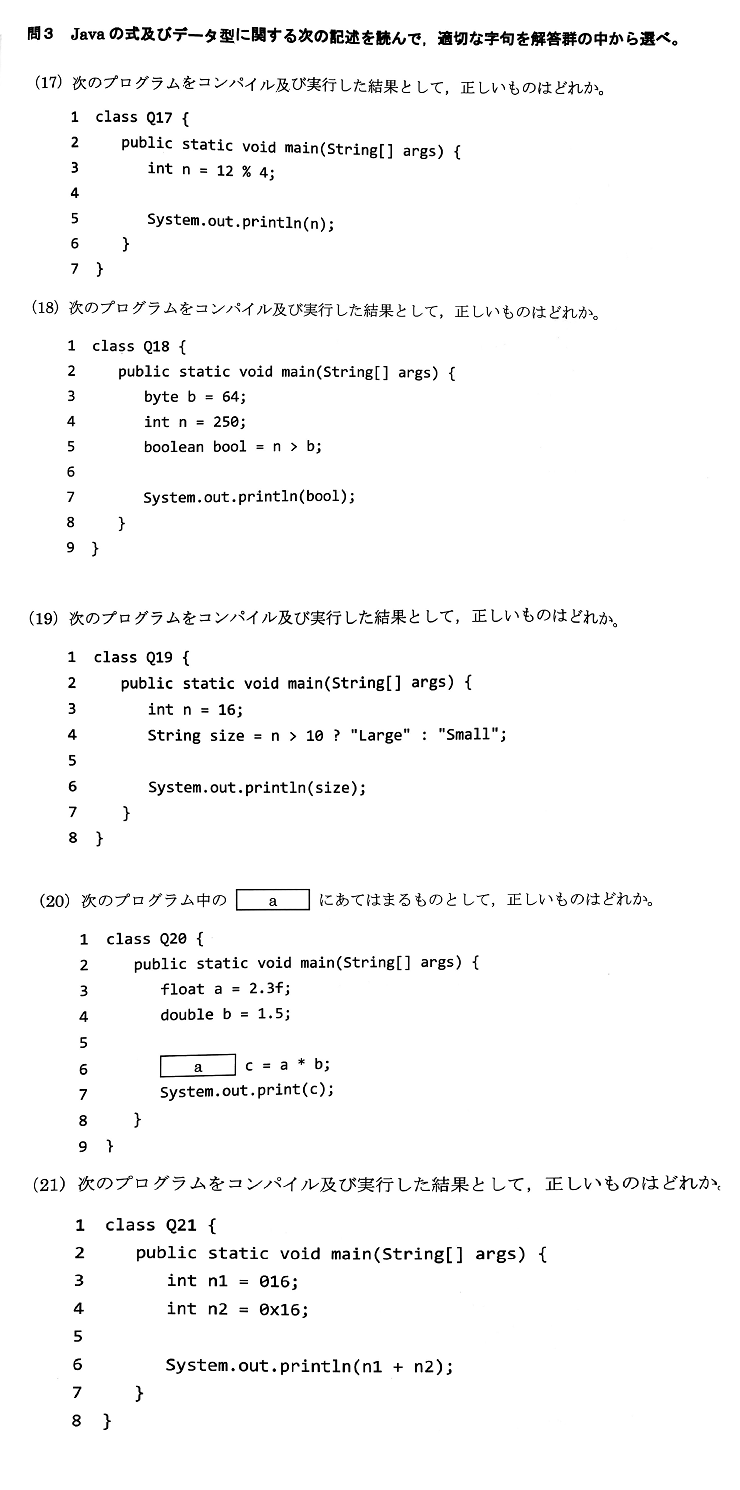 問3 Javaの式及びデータ型に関する次の記述を読んで，適切な字句を解答群の中から選べ。
(17) 次のプログラムをコンパイル及び実行した結果として，正しいものはどれか。
1 class Q17 {
2 public static void main(String[] args) {
3 int n = 12 % 4;
4
5 System.out.println(n);
6 }
7 }
(18) 次のプログラムをコンパイル及び実行した結果として，正しいものはどれか。
1 class Q18 {
2 public static void main(String[] args) {
3 byte b = 64;
4 int n = 250;
5 boolean bool = n > b;
6
7 System.out.println(bool);
8 }
9 }
(19) 次のプログラムをコンパイル及び実行した結果として，正しいものはどれか。
1 class Q19 {
2 public static void main(String[] args) {
3 int n = 16;
4 String size = n > 10 ? "Large" : "Small";
5
6 System.out.println(size);
7 }
8 }
(20) 次のプログラム中の a にあてはまるものとして，正しいものはどれか。
1 class Q20 {
2 public static void main(String[] args) {
3 float a = 2.3f;
4 double b = 1.5;
5
6 a c = a * b;
7 System.out.print(c);
8 }
9 }
(21) 次のプログラムをコンパイル及び実行した結果として，正しいものはどれか。
1 class Q21 {
2 public static void main(String[] args) {
3 int n1 = 016;
4 int n2 = 0x16;
5
6 System.out.println(n1 + n2);
7 }
8 }